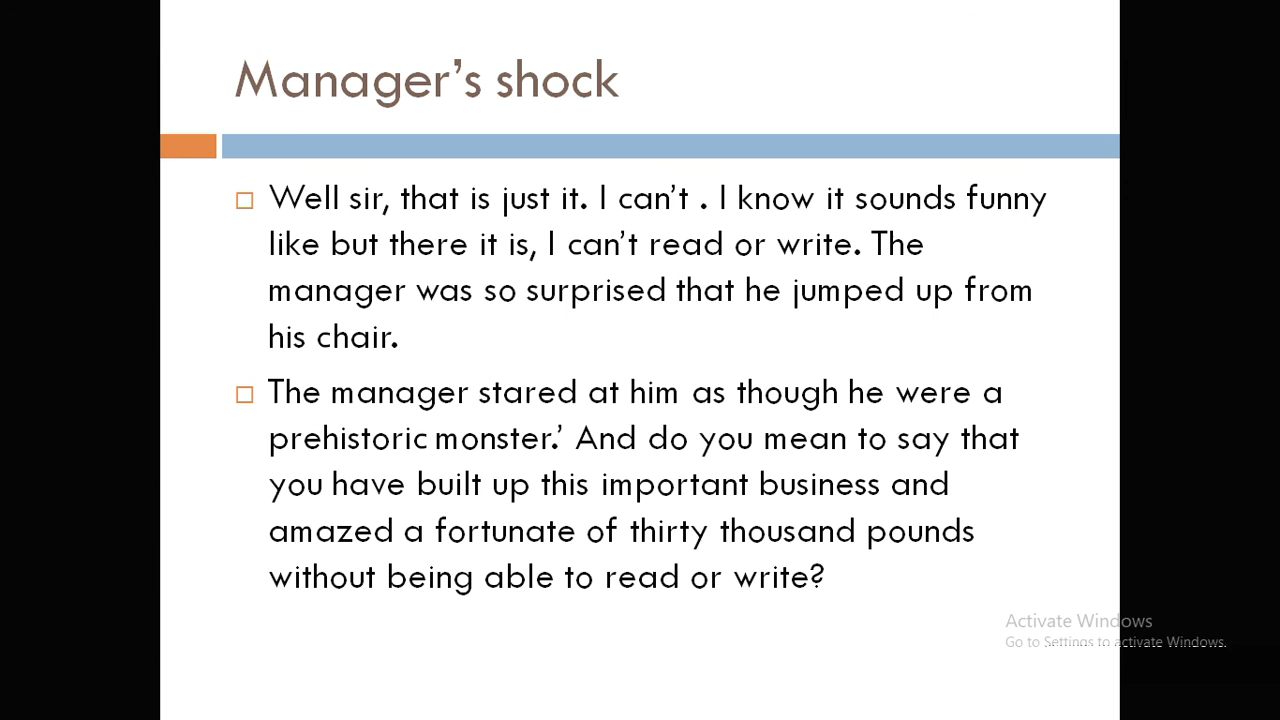 Manager’s shock
Well sir, that is just it. I can’t . I know it sounds funny
like but there it is, I can’t read or write. The
manager was so surprised that he jumped up from
his chair.
The manager stared at him as though he were a
prehistoric monster.’ And do you mean to say that
you have built up this important business and
amazed a fortunate of thirty thousand pounds
without being able to read or write?
Activate Windows
Go to Settings to activate Windows.